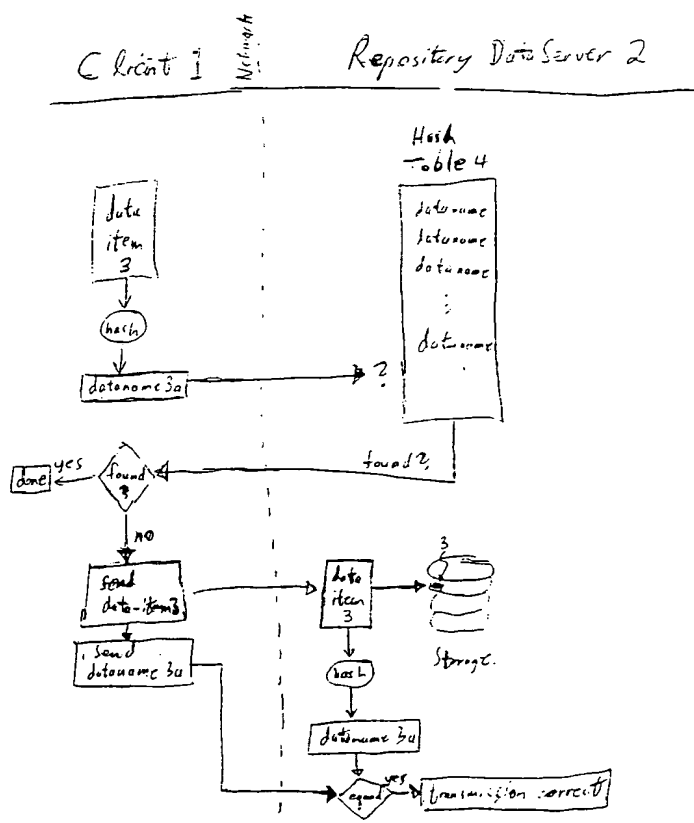 Client 1
Network
Repository Data Server 2
Hash
Table 4
data
item
3
dataname
dataname
dataname
dataname
hash
dataname 3a
?
found?
yes
done
found
?
no
send
data-item 3
data
item
3
3
Storage
send
dataname 3a
hash
dataname 3a
equal
yes
transmission correct